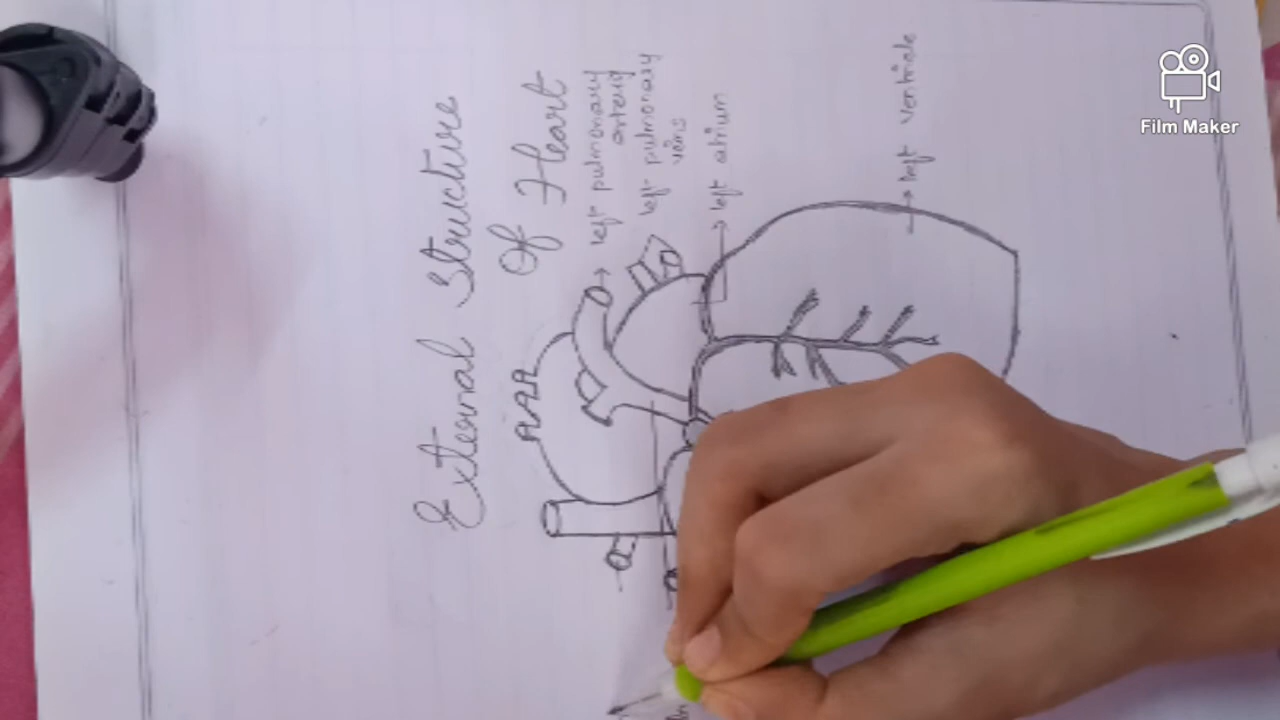 External Structure
Of Heart
left pulmonary
artery
left pulmonary
veins
left atrium
left ventricle
Film Maker